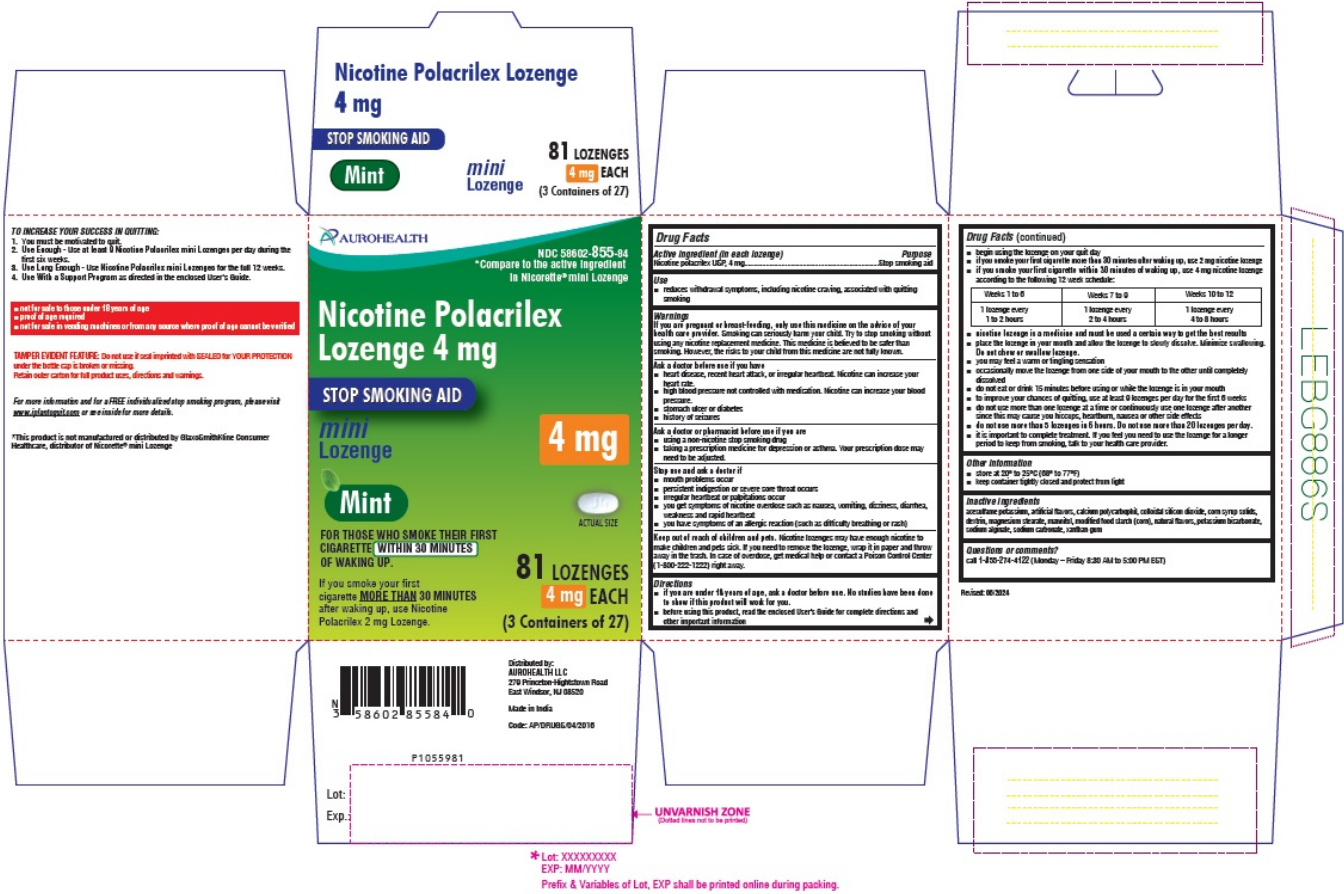 Nicotine Polacrilex Lozenge
4 mg
STOP SMOKING AID
Mint
mini
Lozenge
81 LOZENGES
4 mg EACH
(3 Containers of 27)
TO INCREASE YOUR SUCCESS IN QUITTING:
1. You must be motivated to quit.
2. Use Enough - Use at least 9 Nicotine Polacrilex mini Lozenges per day during the
first six weeks.
3. Use Long Enough - Use Nicotine Polacrilex mini Lozenges for the full 12 weeks.
4. Use With a Support Program as directed in the enclosed User's Guide.
■ not for sale to those under 18 years of age
■ proof of age required
■ not for sale in vending machines or from any source where proof of age cannot be verified
TAMPER EVIDENT FEATURE: Do not use if seal imprinted with SEALED for YOUR PROTECTION
under the bottle cap is broken or missing.
Retain outer carton for full product uses, directions and warnings.
For more information and for a FREE individualized stop smoking program, please visit
www.iplantoquit.com or see inside for more details.
*This product is not manufactured or distributed by GlaxoSmithKline Consumer
Healthcare, distributor of Nicorette® mini Lozenge
AUROHEALTH
NDC 58602-855-84
*Compare to the active ingredient
in Nicorette® mini Lozenge
Nicotine Polacrilex
Lozenge 4 mg
STOP SMOKING AID
mini
Lozenge
4 mg
Mint
ACTUAL SIZE
FOR THOSE WHO SMOKE THEIR FIRST
CIGARETTE WITHIN 30 MINUTES
OF WAKING UP.
If you smoke your first
cigarette MORE THAN 30 MINUTES
after waking up, use Nicotine
Polacrilex 2 mg Lozenge.
81 LOZENGES
4 mg EACH
(3 Containers of 27)
Drug Facts
Active ingredient (in each lozenge) Purpose
Nicotine polacrilex USP, 4 mg......Stop smoking aid
Use
■ reduces withdrawal symptoms, including nicotine craving, associated with quitting
smoking
Warnings
If you are pregnant or breast-feeding, only use this medicine on the advice of your
health care provider. Smoking can seriously harm your child. Try to stop smoking without
using any nicotine replacement medicine. This medicine is believed to be safer than
smoking. However, the risks to your child from this medicine are not fully known.
Ask a doctor before use if you have
■ heart disease, recent heart attack, or irregular heartbeat. Nicotine can increase your
heart rate.
■ high blood pressure not controlled with medication. Nicotine can increase your blood
pressure.
■ stomach ulcer or diabetes
■ history of seizures
Ask a doctor or pharmacist before use if you are
■ using a non-nicotine stop smoking drug
■ taking a prescription medicine for depression or asthma. Your prescription dose may
need to be adjusted.
Stop use and ask a doctor if
■ mouth problems occur
■ persistent indigestion or severe sore throat occurs
■ irregular heartbeat or palpitations occur
■ you get symptoms of nicotine overdose such as nausea, vomiting, dizziness, diarrhea,
weakness and rapid heartbeat
■ you have symptoms of an allergic reaction (such as difficulty breathing or rash)
Keep out of reach of children and pets. Nicotine lozenges may have enough nicotine to
make children and pets sick. If you need to remove the lozenge, wrap it in paper and throw
away in the trash. In case of overdose, get medical help or contact a Poison Control Center
(1-800-222-1222) right away.
Directions
■ if you are under 18 years of age, ask a doctor before use. No studies have been done
to show if this product will work for you.
■ before using this product, read the enclosed User's Guide for complete directions and
other important information
Drug Facts (continued)
■ begin using the lozenge on your quit day
■ if you smoke your first cigarette more than 30 minutes after waking up, use 2 mg nicotine lozenge
■ if you smoke your first cigarette within 30 minutes of waking up, use 4 mg nicotine lozenge
according to the following 12 week schedule:
Weeks 1 to 6 Weeks 7 to 9 Weeks 10 to 12
1 lozenge every 1 lozenge every 1 lozenge every
1 to 2 hours 2 to 4 hours 4 to 8 hours
■ nicotine lozenge is a medicine and must be used a certain way to get the best results
■ place the lozenge in your mouth and allow the lozenge to slowly dissolve. Minimize swallowing.
Do not chew or swallow lozenge.
■ you may feel a warm or tingling sensation
■ occasionally move the lozenge from one side of your mouth to the other until completely
dissolved
■ do not eat or drink 15 minutes before using or while the lozenge is in your mouth
■ to improve your chances of quitting, use at least 9 lozenges per day for the first 6 weeks
■ do not use more than one lozenge at a time or continuously use one lozenge after another
since this may cause you hiccups, heartburn, nausea or other side effects
■ do not use more than 5 lozenges in 6 hours. Do not use more than 20 lozenges per day.
■ it is important to complete treatment. If you feel you need to use the lozenge for a longer
period to keep from smoking, talk to your health care provider.
Other information
■ store at 20° to 25°C (68° to 77°F)
■ keep container tightly closed and protect from light
Inactive ingredients
acesulfame potassium, artificial flavors, calcium polycarbophil, colloidal silicon dioxide, corn syrup solids,
dextrin, magnesium stearate, mannitol, modified food starch (corn), natural flavors, potassium bicarbonate,
sodium alginate, sodium carbonate, xanthan gum
Questions or comments?
call 1-855-274-4122 (Monday – Friday 8:30 AM to 5:00 PM EST)
Revised: 06/2024
LEBG886S
N
3 58602 85584 0
Distributed by:
AUROHEALTH LLC
279 Princeton-Hightstown Road
East Windsor, NJ 08520
Made in India
Code: AP/DRUGS/04/2016
P1055981
Lot:
Exp.:
UNVARNISH ZONE
(Dotted lines not to be printed)
* Lot: XXXXXXXXX
EXP: MM/YYYY
Prefix & Variables of Lot, EXP shall be printed online during packing.